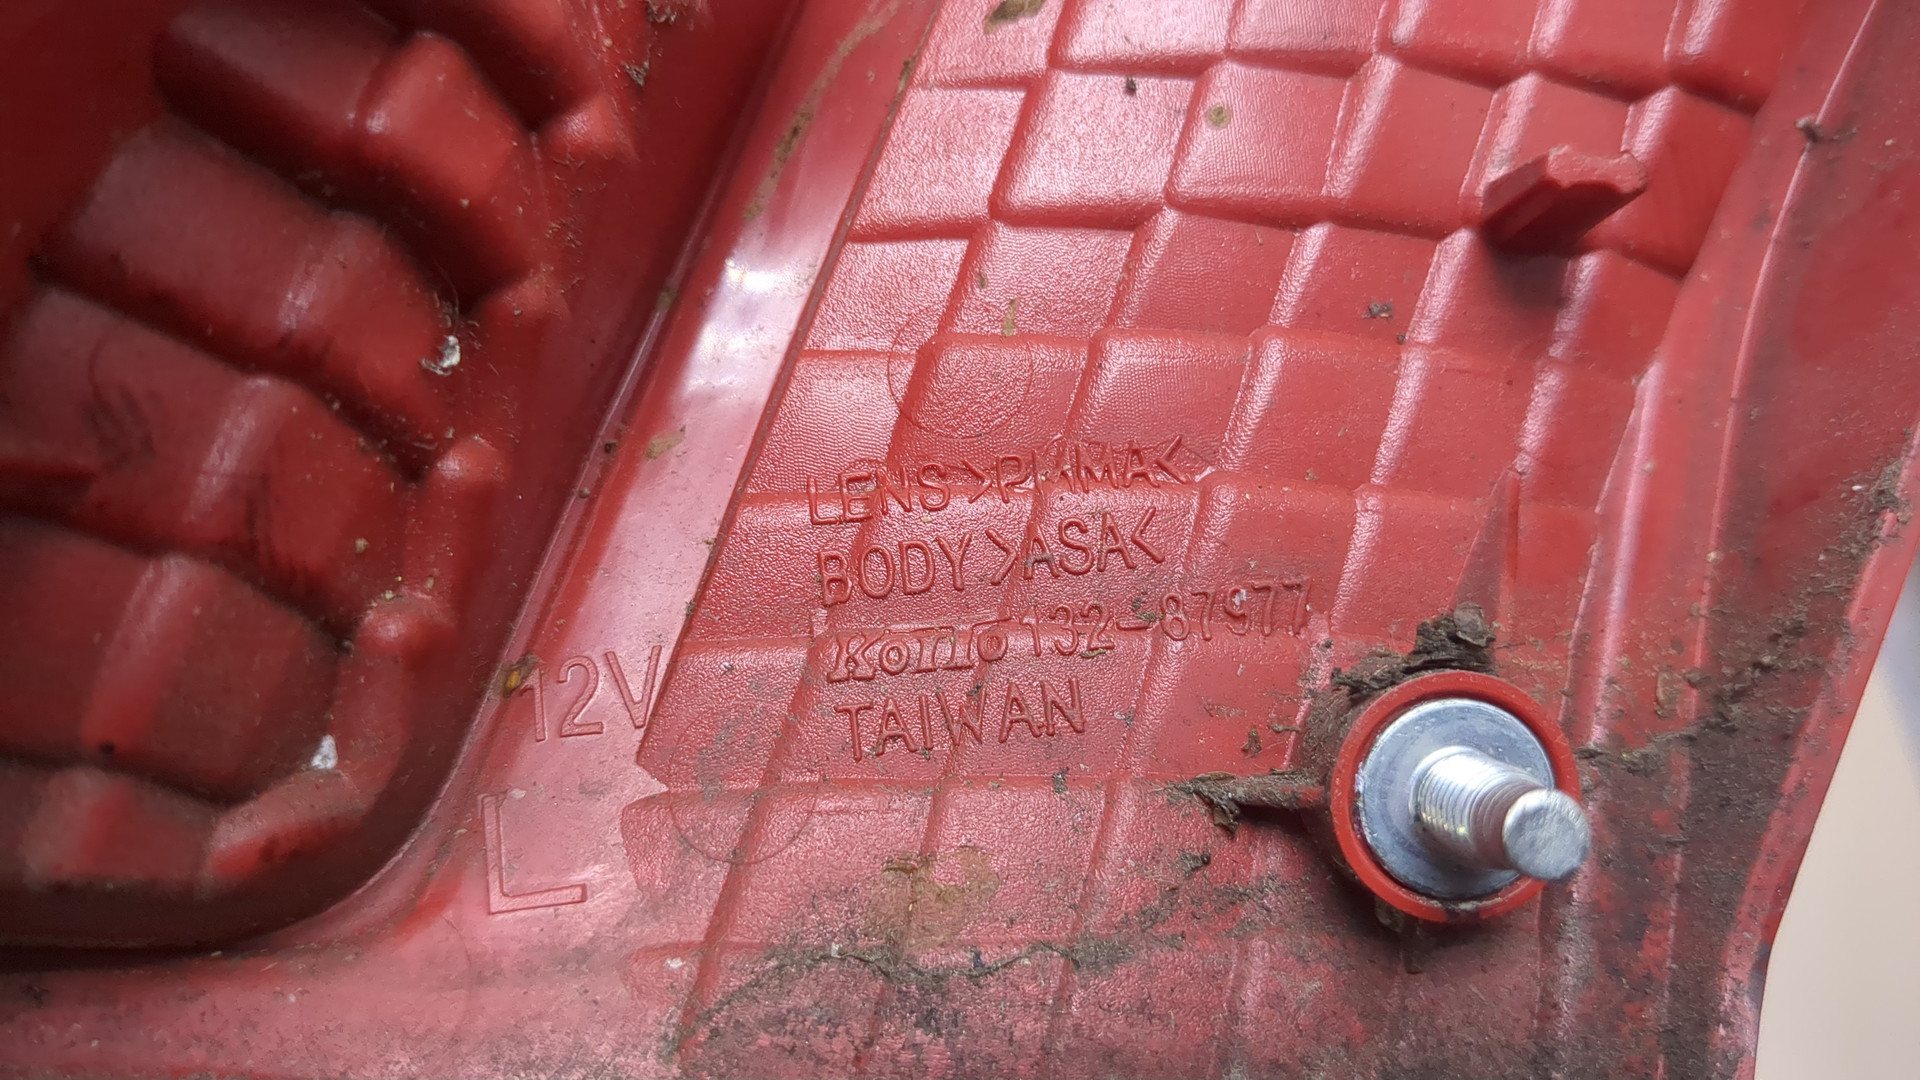 LENS >PMMA<
BODY >ASA<
Koito 132-87977
TAIWAN
12V
L